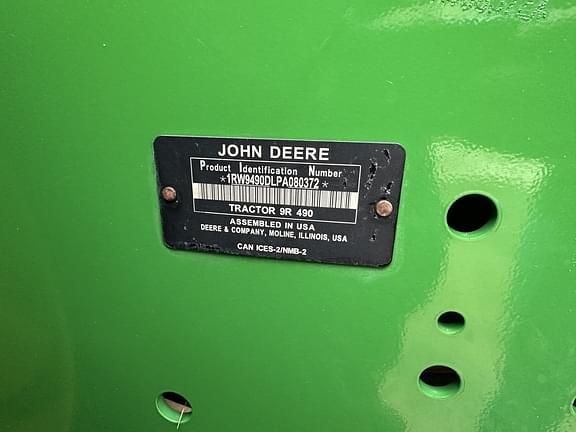 JOHN DEERE
Product Identification Number
*1RW9490DLPA080372*
TRACTOR 9R 490
ASSEMBLED IN USA
DEERE & COMPANY, MOLINE, ILLINOIS, USA
CAN ICES-2/NMB-2